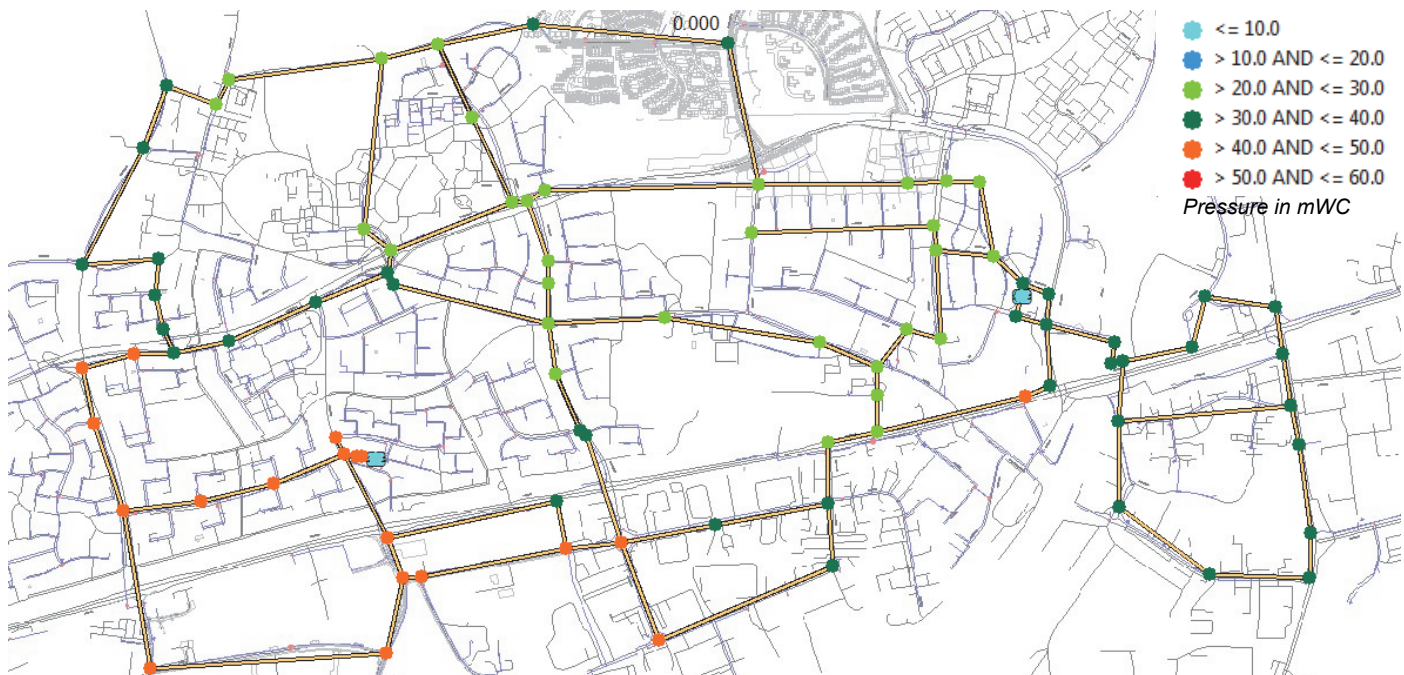 0.000
<= 10.0
> 10.0 AND <= 20.0
> 20.0 AND <= 30.0
> 30.0 AND <= 40.0
> 40.0 AND <= 50.0
> 50.0 AND <= 60.0
Pressure in mWC